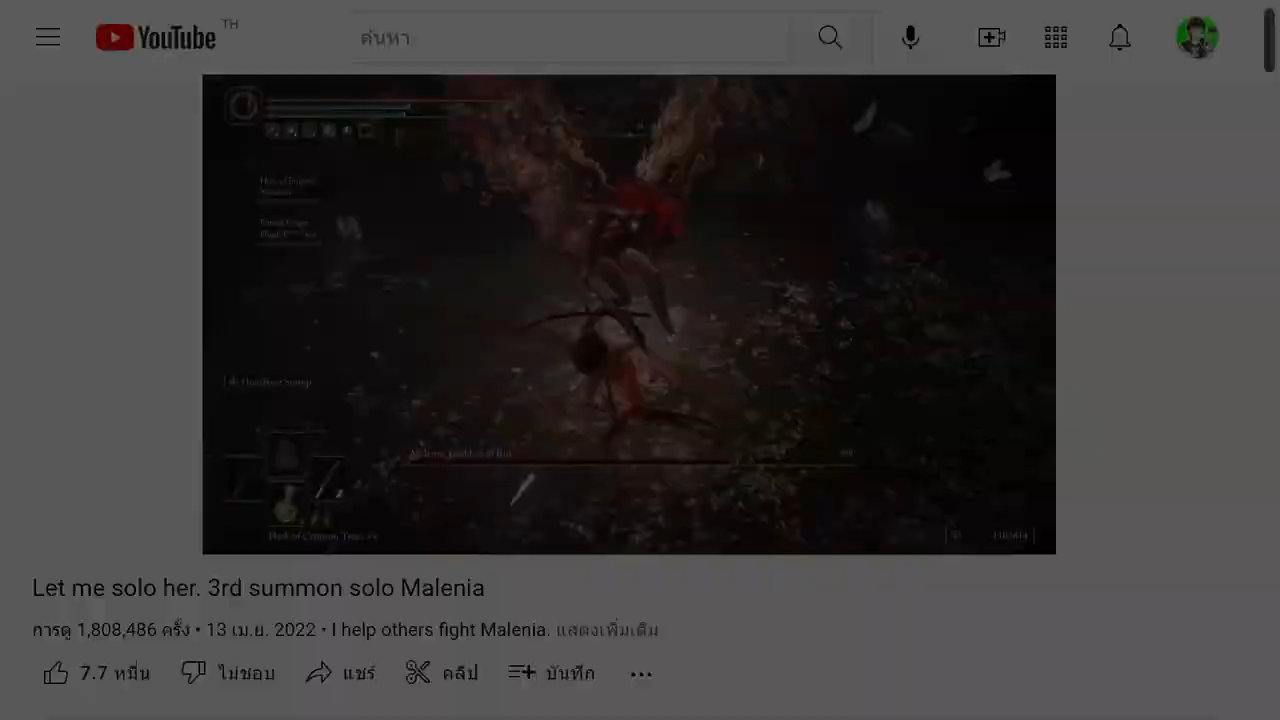 YouTube TH
ค้นหา
Let me solo her. 3rd summon solo Malenia
การดู 1,808,486 ครั้ง • 13 เม.ย. 2022 • I help others fight Malenia. แสดงเพิ่มเติม
7.7 หมื่น ไม่ชอบ แชร์ คลิป บันทึก